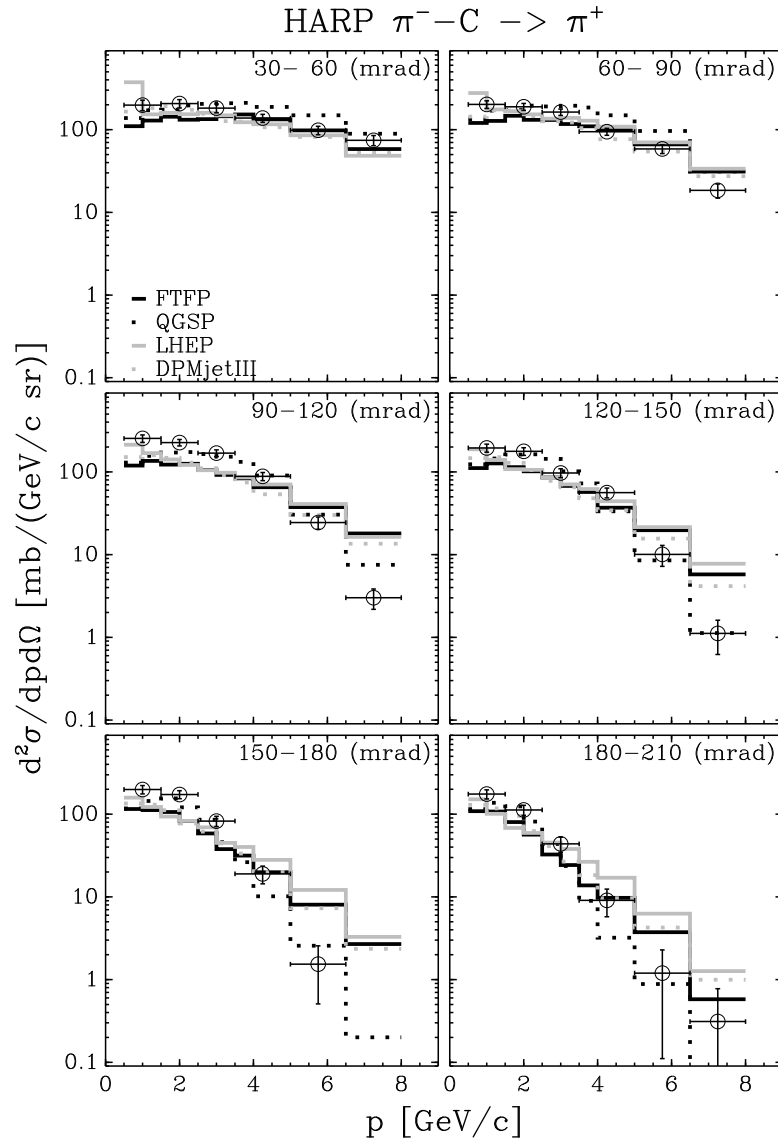 HARP π⁻-C -> π⁺
30- 60 (mrad)
60- 90 (mrad)
100
10
1
0.1
FTFP
QGSP
LHEP
DPMjetIII
90-120 (mrad)
120-150 (mrad)
100
10
1
0.1
d²σ/dpdΩ [mb/(GeV/c sr)]
150-180 (mrad)
180-210 (mrad)
100
10
1
0.1
0 2 4 6 8 0 2 4 6 8
p [GeV/c] p [GeV/c]